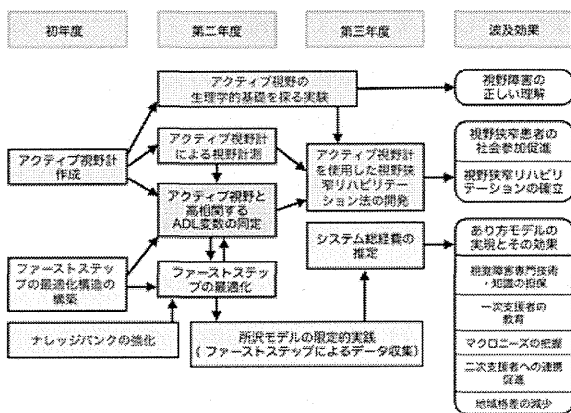 初年度
第二年度
第三年度
波及効果
アクティブ視野の
生理学的基礎を探る実験
視野障害の
正しい理解
アクティブ視野計
作成
アクティブ視野計
による視野計測
アクティブ視野計
を使用した視野狭
窄リハビリテー
ション法の開発
視野狭窄患者の
社会参加促進
視野狭窄リハビリ
テーションの確立
アクティブ視野と
高相関する
ADL変数の同定
システム総経費の
推定
あり方モデルの
実現とその効果
視覚障害専門技術
・知識の担保
一次支援者の
教育
マクロニーズの把握
二次支援者への連携
促進
地域格差の減少
ファーストステッ
プの最適化構造の
構築
ファーストステッ
プの最適化
ナレッジバンクの強化
所沢モデルの限定的実践
(ファーストステップによるデータ収集)